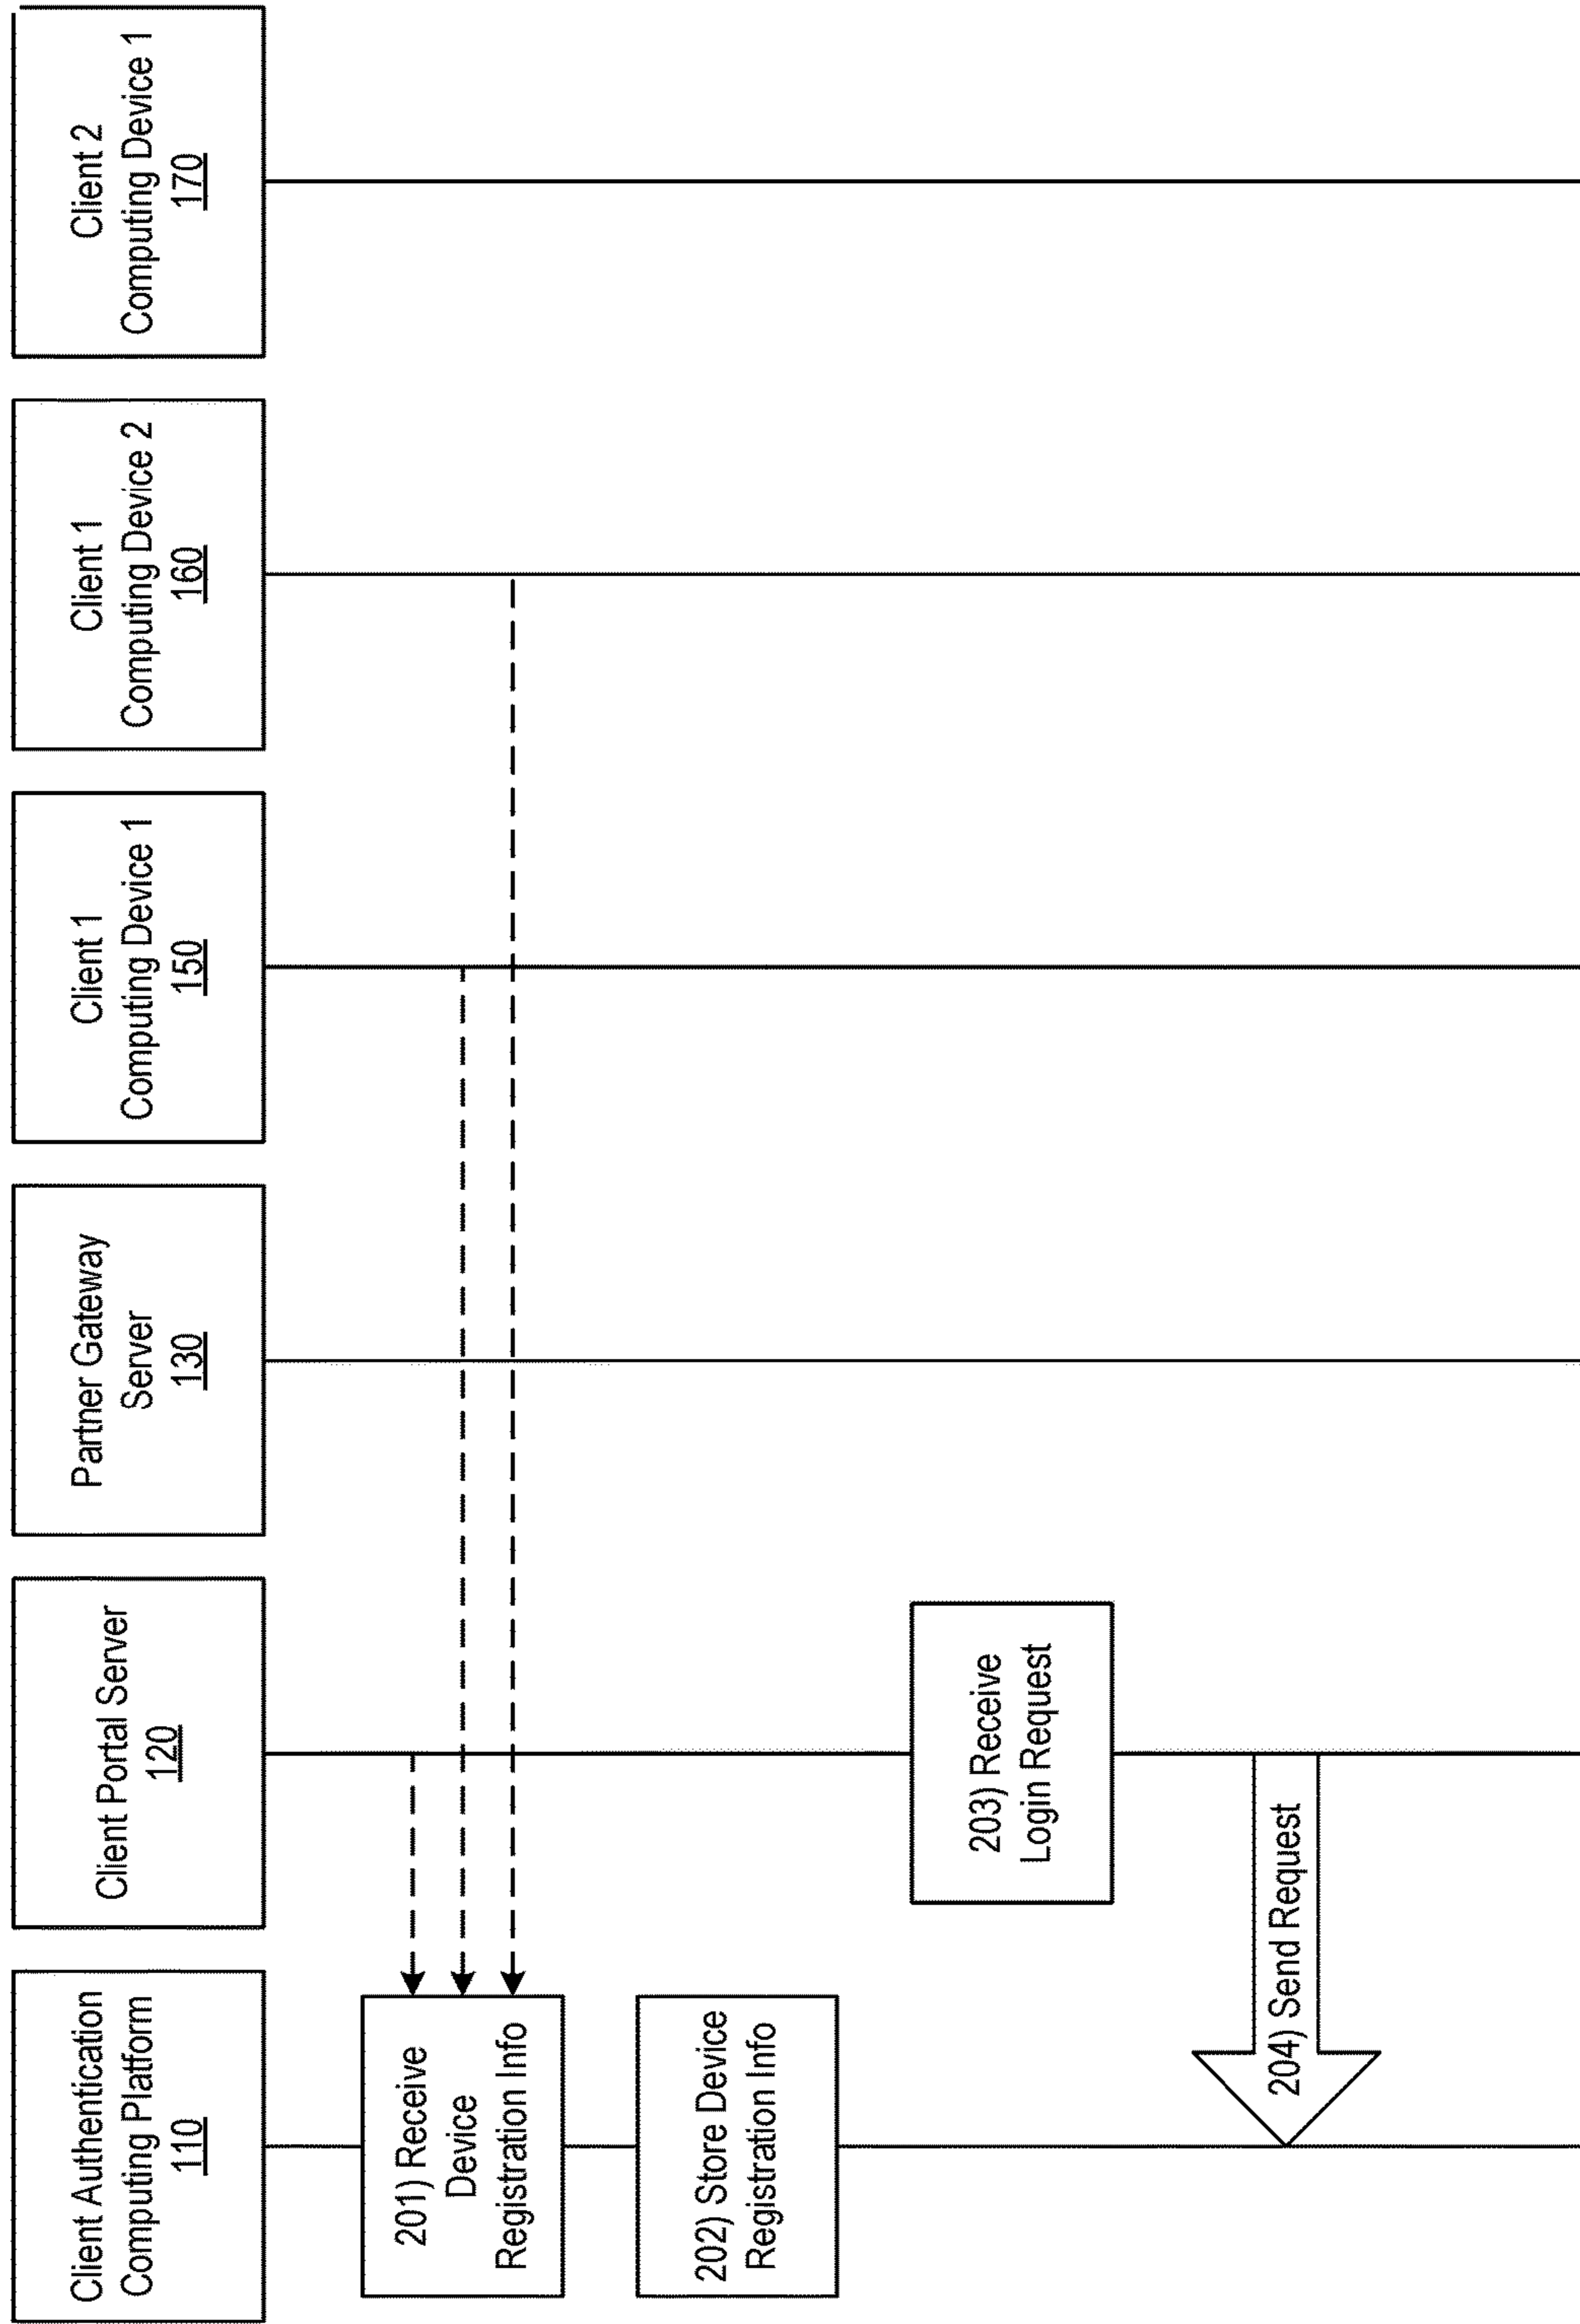 Client Authentication
Computing Platform
110
Client Portal Server
120
Partner Gateway
Server
130
Client 1
Computing Device 1
150
Client 1
Computing Device 2
160
Client 2
Computing Device 1
170
201) Receive
Device
Registration Info
202) Store Device
Registration Info
203) Receive
Login Request
204) Send Request